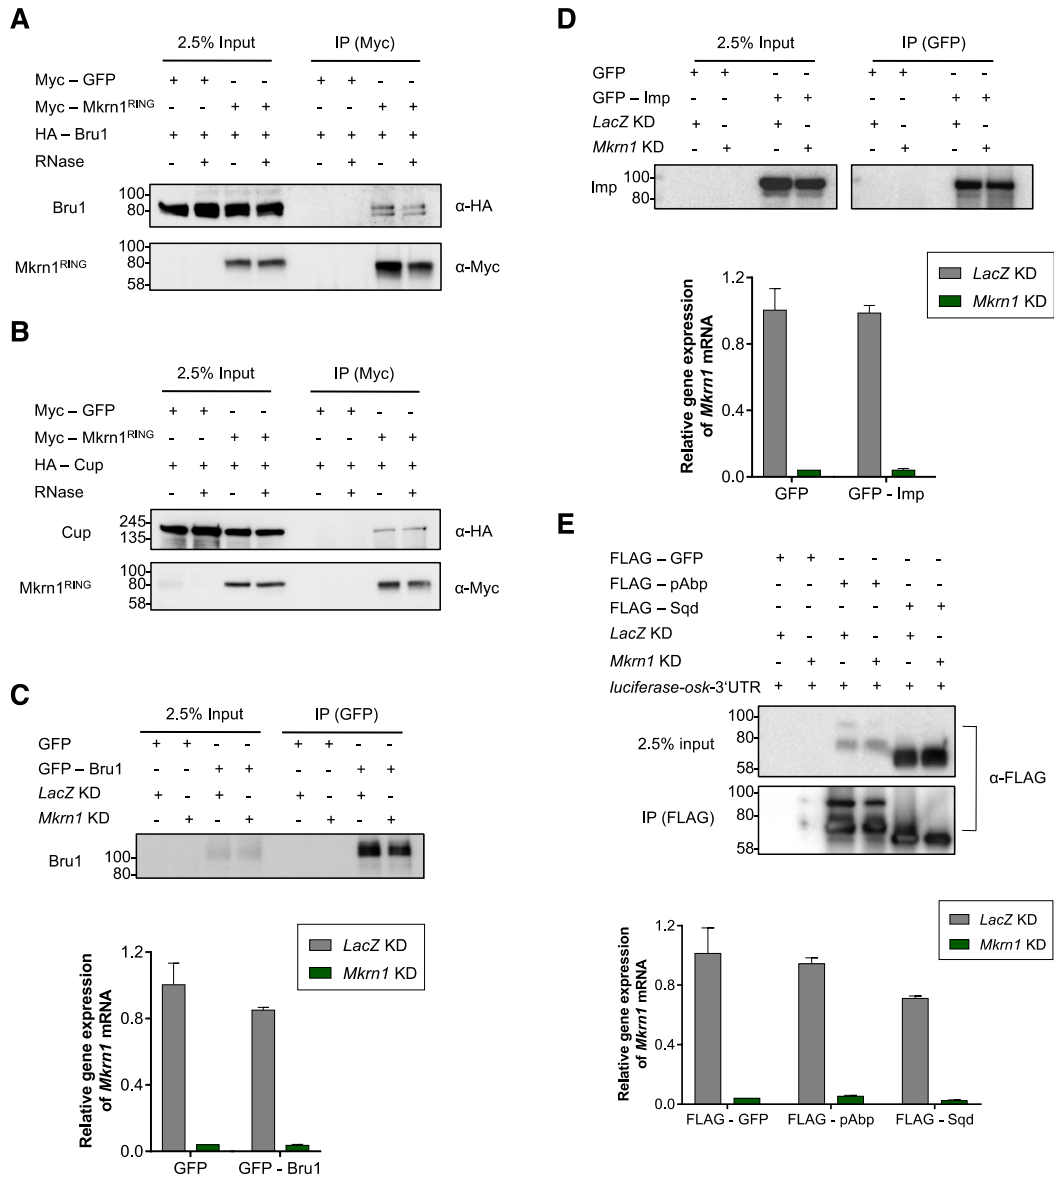 A
2.5% Input IP (Myc)
Myc – GFP + + - - + + - -
Myc – Mkrn1RING - - + + - - + +
HA – Bru1 + + + + + + + +
RNase - + - + - + - +
Bru1 100 80 α-HA
Mkrn1RING 100 80 58 α-Myc
B
2.5% Input IP (Myc)
Myc – GFP + + - - + + - -
Myc – Mkrn1RING - - + + - - + +
HA – Cup + + + + + + + +
RNase - + - + - + - +
Cup 245 135 α-HA
Mkrn1RING 100 80 58 α-Myc
C
2.5% Input IP (GFP)
GFP + + - - + + - -
GFP – Bru1 - - + + - - + +
LacZ KD + - + - + - + -
Mkrn1 KD - + - + - + - +
Bru1 100 80
LacZ KD
Mkrn1 KD
Relative gene expression
of Mkrn1 mRNA
1.2
0.8
0.4
0.0
GFP GFP - Bru1
D
2.5% Input IP (GFP)
GFP + + - - + + - -
GFP – Imp - - + + - - + +
LacZ KD + - + - + - + -
Mkrn1 KD - + - + - + - +
Imp 100 80
LacZ KD
Mkrn1 KD
Relative gene expression
of Mkrn1 mRNA
1.2
0.8
0.4
0.0
GFP GFP - Imp
E
FLAG – GFP + + - - - -
FLAG – pAbp - - + + - -
FLAG – Sqd - - - - + +
LacZ KD + - + - + -
Mkrn1 KD - + - + - +
luciferase-osk-3‘UTR + + + + + +
2.5% input 100 80 58
α-FLAG
IP (FLAG) 100 80 58
LacZ KD
Mkrn1 KD
Relative gene expression
of Mkrn1 mRNA
1.2
0.8
0.4
0.0
FLAG - GFP FLAG - pAbp FLAG - Sqd